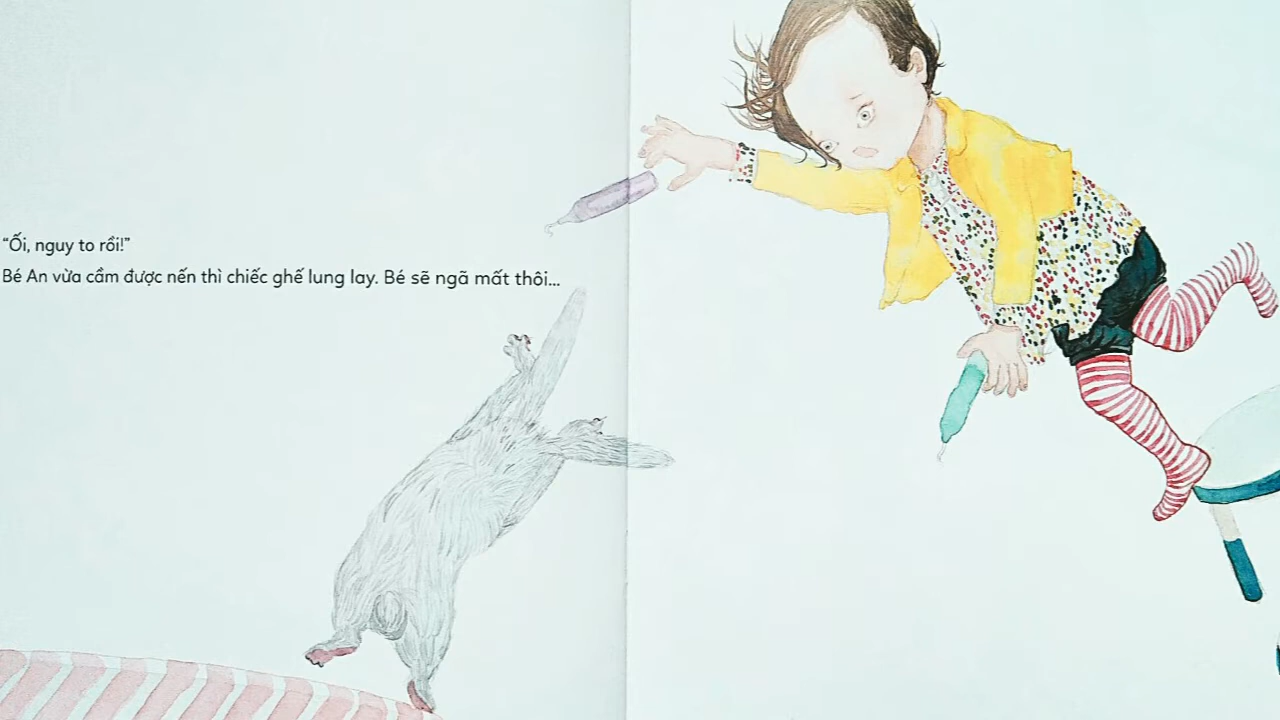 “Ối, nguy to rồi!”
Bé An vừa cầm được nến thì chiếc ghế lung lay. Bé sẽ ngã mất thôi...